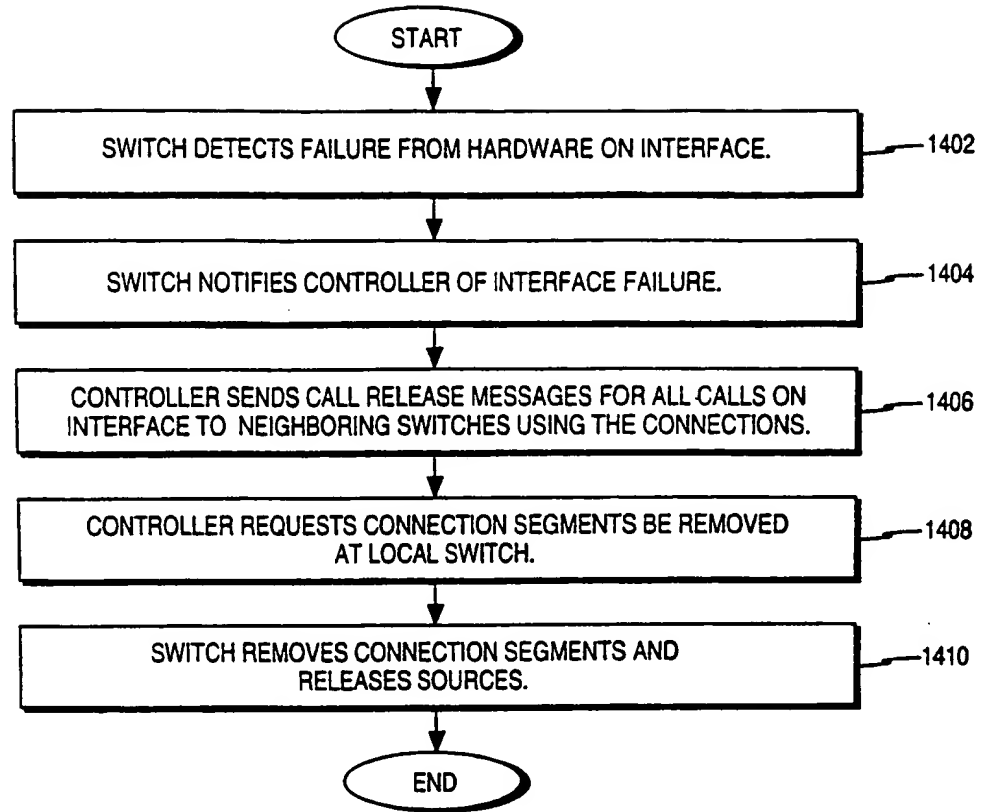 START
SWITCH DETECTS FAILURE FROM HARDWARE ON INTERFACE.
1402
SWITCH NOTIFIES CONTROLLER OF INTERFACE FAILURE.
1404
CONTROLLER SENDS CALL RELEASE MESSAGES FOR ALL CALLS ON
INTERFACE TO NEIGHBORING SWITCHES USING THE CONNECTIONS.
1406
CONTROLLER REQUESTS CONNECTION SEGMENTS BE REMOVED
AT LOCAL SWITCH.
1408
SWITCH REMOVES CONNECTION SEGMENTS AND
RELEASES SOURCES.
1410
END